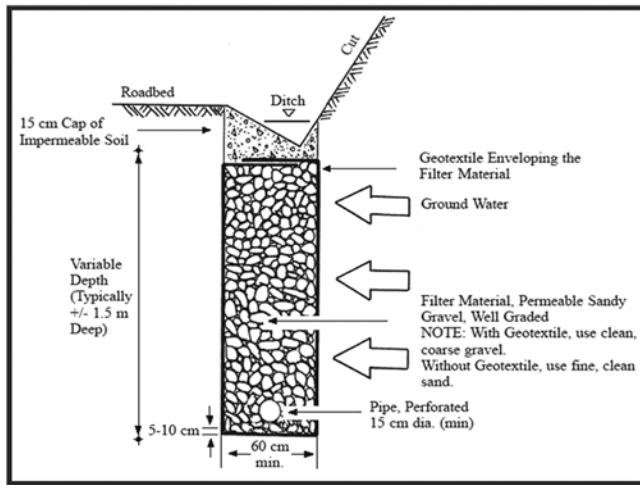 Cut
Roadbed
Ditch
15 cm Cap of
Impermeable Soil
Geotextile Enveloping the
Filter Material
Ground Water
Variable
Depth
(Typically
+/- 1.5 m
Deep)
Filter Material, Permeable Sandy
Gravel, Well Graded
NOTE: With Geotextile, use clean,
coarse gravel.
Without Geotextile, use fine, clean
sand.
Pipe, Perforated
15 cm dia. (min)
5-10 cm
60 cm
min.